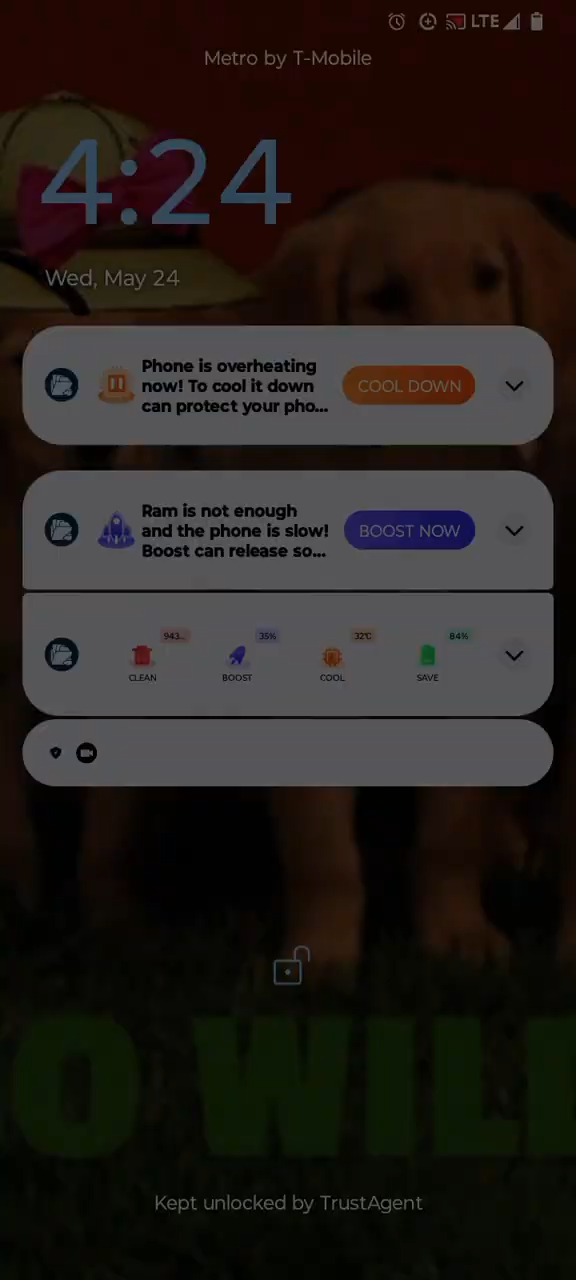 LTE
Metro by T-Mobile
4:24
Wed, May 24
Phone is overheating
now! To cool it down
can protect your pho...
COOL DOWN
Ram is not enough
and the phone is slow!
Boost can release so...
BOOST NOW
943... 35% 32℃ 84%
CLEAN BOOST COOL SAVE
O WILD
Kept unlocked by TrustAgent